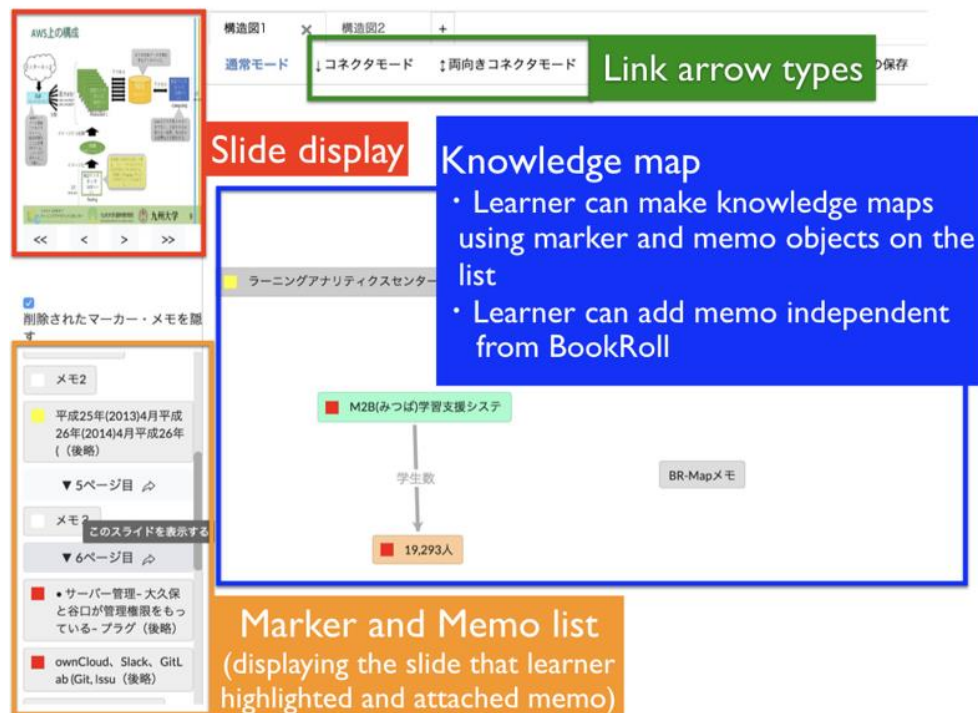 AWS上の構成
九州大学
<< < > >>
構造図1 × 構造図2 +
通常モード ↓コネクタモード ↕両向きコネクタモード
の保存
Link arrow types
Slide display
Knowledge map
・Learner can make knowledge maps
using marker and memo objects on the
list
・Learner can add memo independent
from BookRoll
ラーニングアナリティクスセンター
削除されたマーカー・メモを隠
す
メモ2
平成25年(2013)4月平成
26年(2014)4月平成26年
(（後略）
▼5ページ目
メモ
このスライドを表示する
▼6ページ目
• サーバー管理- 大久保
と谷口が管理権限をもっ
ている- プラグ（後略）
ownCloud、Slack、GitL
ab (Git, Issu（後略）
M2B(みつば)学習支援システ
学生数
19,293人
BR-Mapメモ
Marker and Memo list
(displaying the slide that learner
highlighted and attached memo)